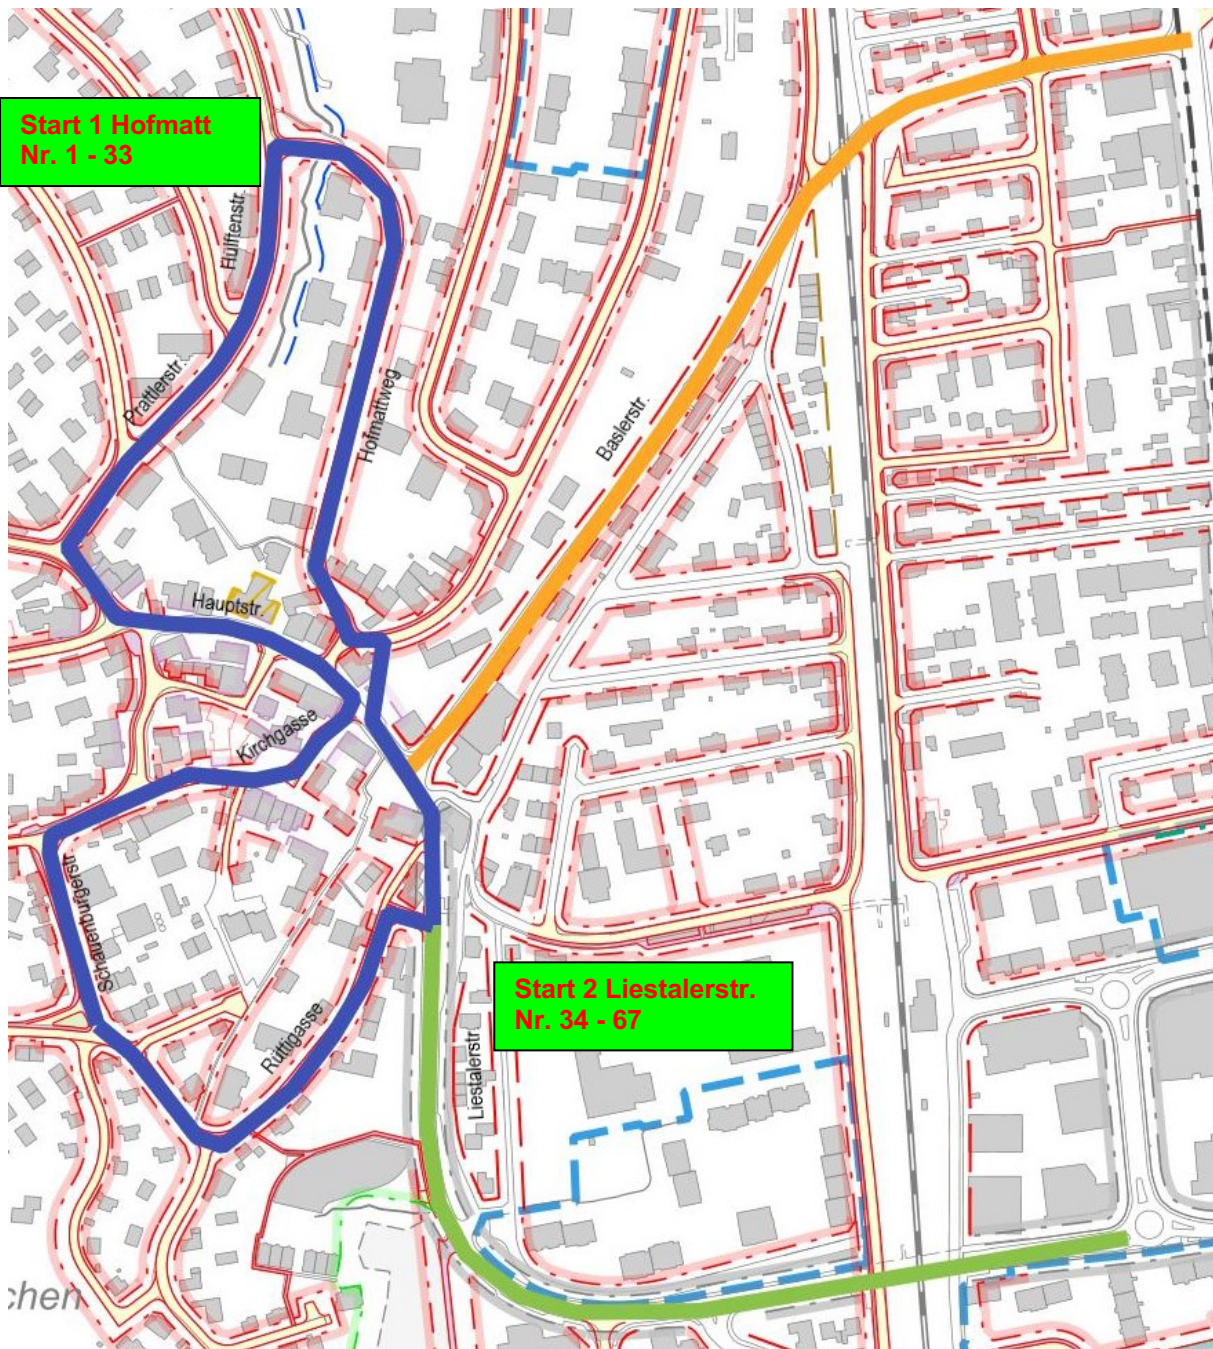 Start 1 Hofmatt
Nr. 1 - 33
Hülftenstr.
Prattlerstr.
Hofmattweg
Baslerstr.
Hauptstr.
Kirchgasse
Schauenburgerstr.
Start 2 Liestalerstr.
Nr. 34 - 67
Rüttigasse
Liestalerstr.
chen